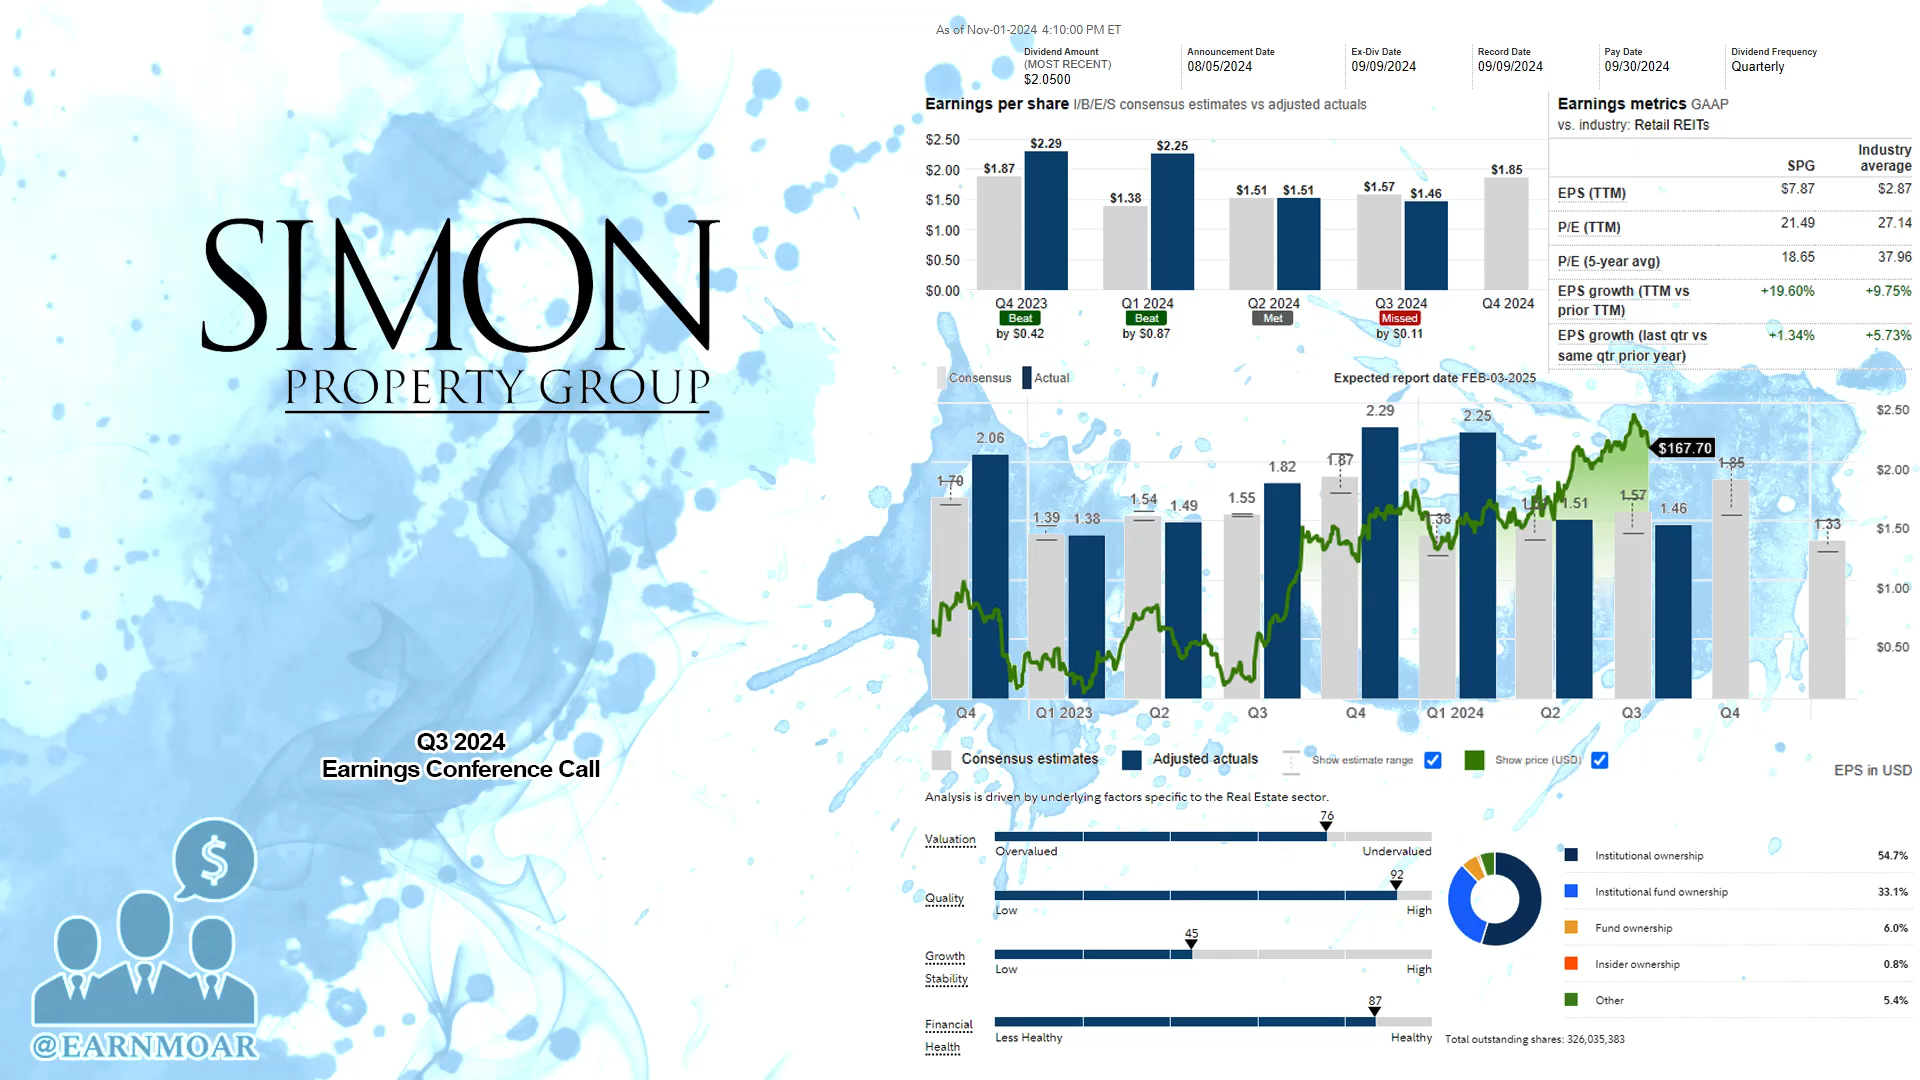 SIMON
PROPERTY GROUP
Q3 2024
Earnings Conference Call
$
@EARNMOAR
As of Nov-01-2024 4:10:00 PM ET
Dividend Amount
(MOST RECENT)
$2.0500
Announcement Date
08/05/2024
Ex-Div Date
09/09/2024
Record Date
09/09/2024
Pay Date
09/30/2024
Dividend Frequency
Quarterly
Earnings per share I/B/E/S consensus estimates vs adjusted actuals
$2.50
$2.00
$1.50
$1.00
$0.50
$0.00
$1.87 $2.29
$1.38 $2.25
$1.51 $1.51
$1.57 $1.46
$1.85
Q4 2023
Beat
by $0.42
Q1 2024
Beat
by $0.87
Q2 2024
Met
Q3 2024
Missed
by $0.11
Q4 2024
Consensus Actual
Expected report date FEB-03-2025
Earnings metrics GAAP
vs. industry: Retail REITs
SPG Industry average
EPS (TTM) $7.87 $2.87
P/E (TTM) 21.49 27.14
P/E (5-year avg) 18.65 37.96
EPS growth (TTM vs prior TTM) +19.60% +9.75%
EPS growth (last qtr vs same qtr prior year) +1.34% +5.73%
1.70 2.06
1.39 1.38
1.54 1.49
1.55 1.82
1.87 2.29
1.38 2.25
1.51
1.57 1.46
1.85
1.33
$167.70
$2.50
$2.00
$1.50
$1.00
$0.50
Q4 Q1 2023 Q2 Q3 Q4 Q1 2024 Q2 Q3 Q4
Consensus estimates Adjusted actuals Show estimate range Show price (USD)
EPS in USD
Analysis is driven by underlying factors specific to the Real Estate sector.
Valuation
76
Overvalued Undervalued
Quality
92
Low High
Growth
Stability
45
Low High
Financial
Health
87
Less Healthy Healthy
Institutional ownership 54.7%
Institutional fund ownership 33.1%
Fund ownership 6.0%
Insider ownership 0.8%
Other 5.4%
Total outstanding shares: 326,035,383